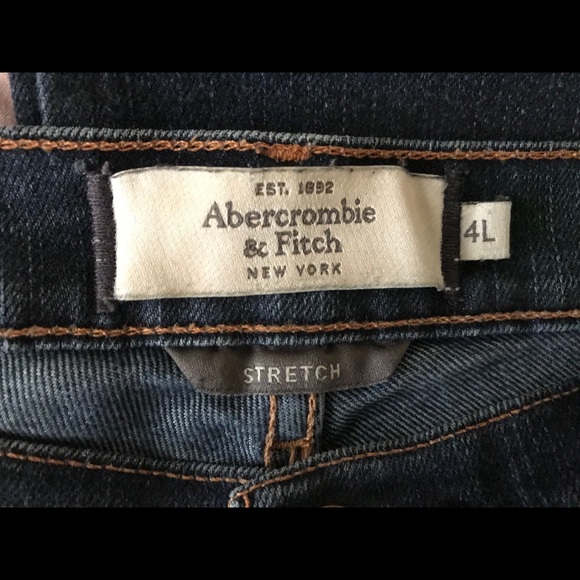 EST. 1892
Abercrombie
& Fitch
NEW YORK
4L
STRETCH